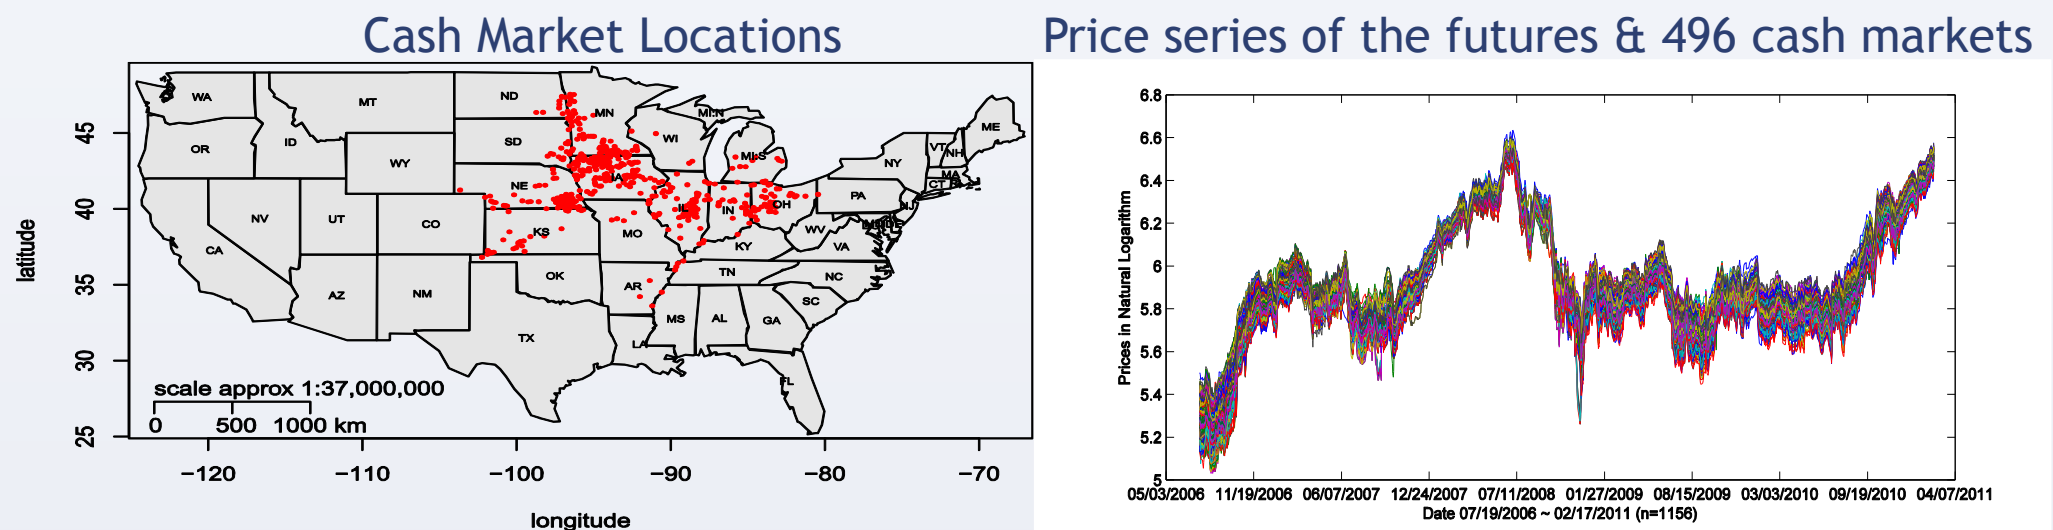 Cash Market Locations
Price series of the futures & 496 cash markets
latitude
45
40
35
30
25
WA
MT
ND
MN
MI:N
ME
OR
ID
SD
WI
MI:S
VT
NH
NY
WY
MA
CT
NE
IA
PA
NJ
NV
UT
CO
IL
IN
OH
KS
MO
WV
VA
KY
CA
TN
NC
OK
AZ
NM
AR
SC
MS
AL
GA
TX
LA
FL
scale approx 1:37,000,000
0 500 1000 km
−120 −110 −100 −90 −80 −70
longitude
Prices in Natural Logarithm
6.8
6.6
6.4
6.2
6
5.8
5.6
5.4
5.2
5
05/03/2006 11/19/2006 06/07/2007 12/24/2007 07/11/2008 01/27/2009 08/15/2009 03/03/2010 09/19/2010 04/07/2011
Date 07/19/2006 ~ 02/17/2011 (n=1156)